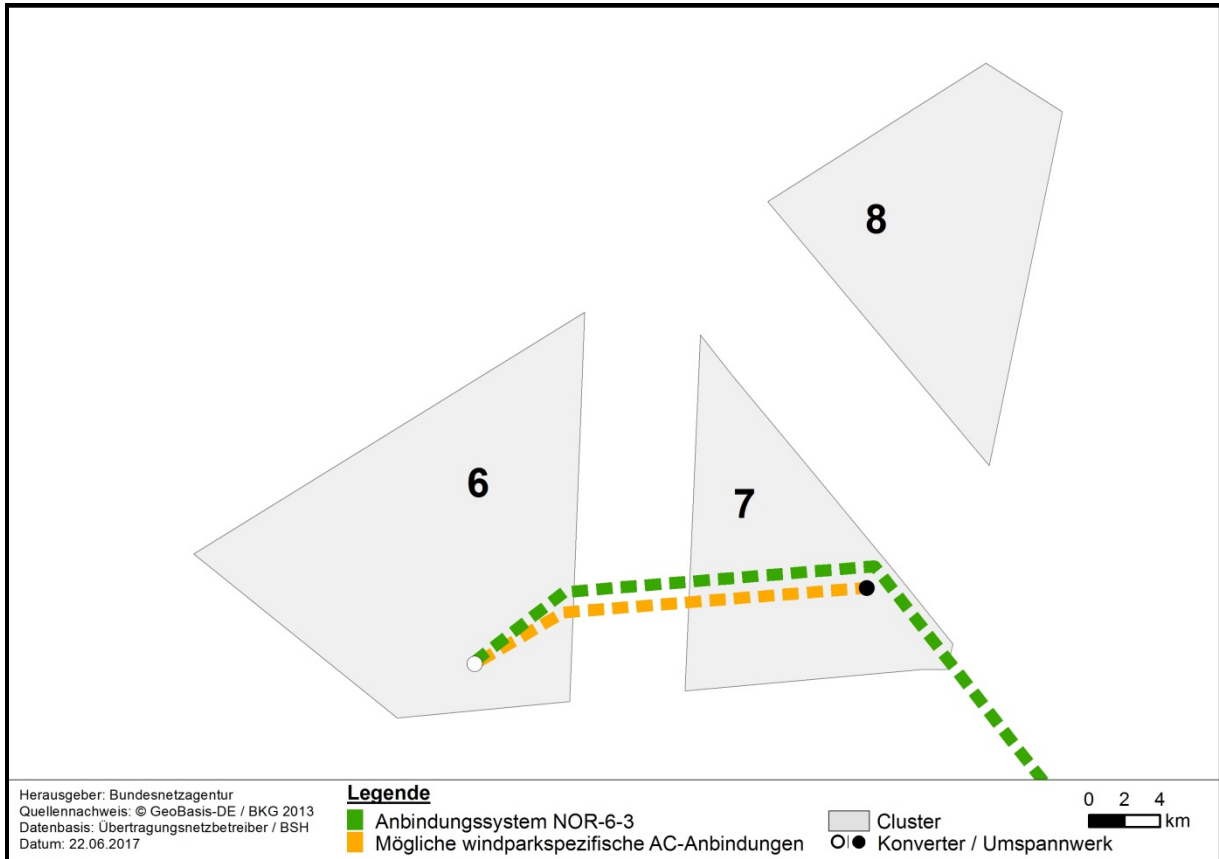 8
6
7
Herausgeber: Bundesnetzagentur
Quellennachweis: © GeoBasis-DE / BKG 2013
Datenbasis: Übertragungsnetzbetreiber / BSH
Datum: 22.06.2017
Legende
Anbindungssystem NOR-6-3
Mögliche windparkspezifische AC-Anbindungen
Cluster
Konverter / Umspannwerk
0 2 4
km